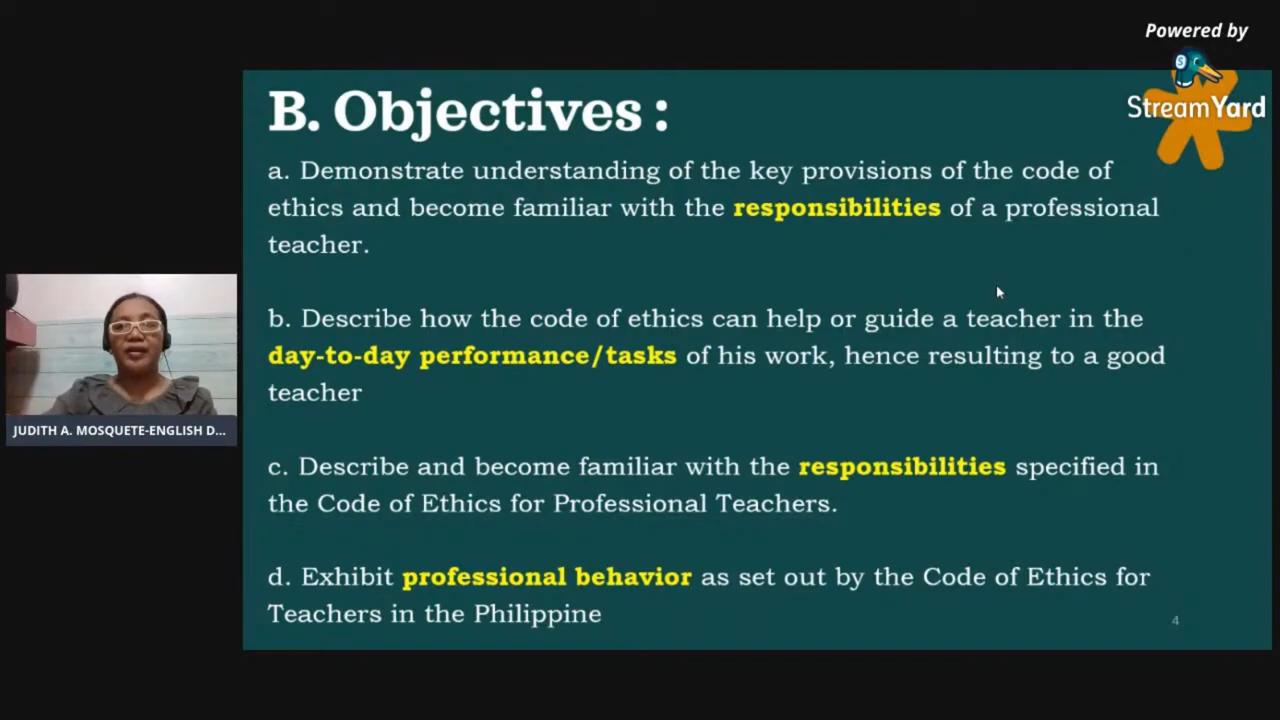 Powered by
StreamYard
B. Objectives :
a. Demonstrate understanding of the key provisions of the code of
ethics and become familiar with the responsibilities of a professional
teacher.
b. Describe how the code of ethics can help or guide a teacher in the
day-to-day performance/tasks of his work, hence resulting to a good
teacher
c. Describe and become familiar with the responsibilities specified in
the Code of Ethics for Professional Teachers.
d. Exhibit professional behavior as set out by the Code of Ethics for
Teachers in the Philippine
4
JUDITH A. MOSQUETE-ENGLISH D...